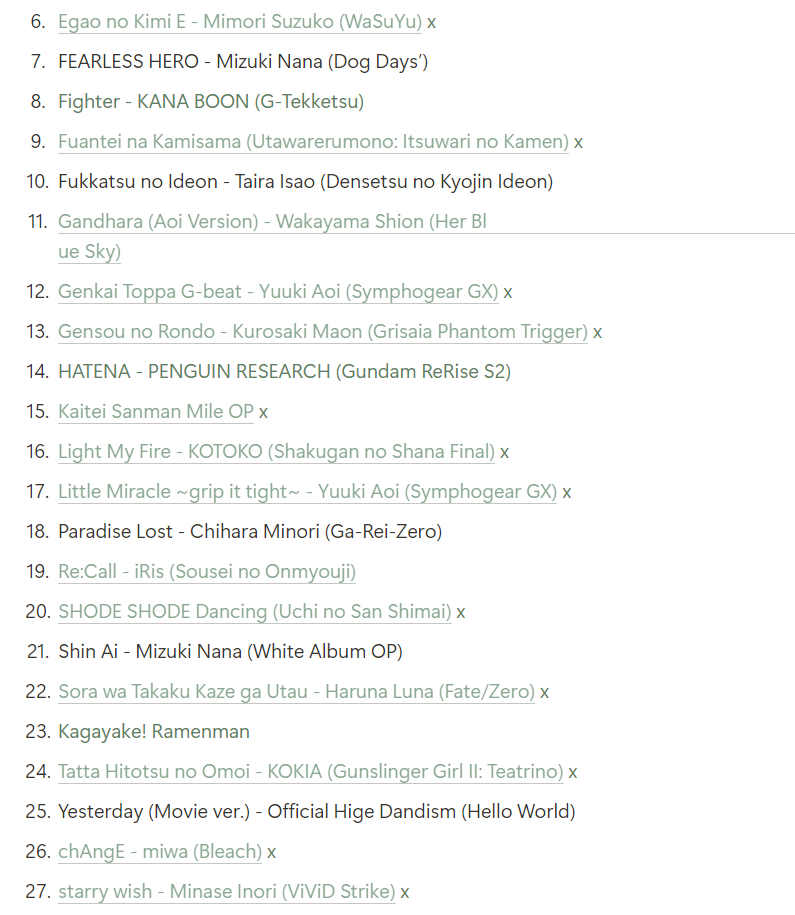 6. Egao no Kimi E - Mimori Suzuko (WaSuYu) x
7. FEARLESS HERO - Mizuki Nana (Dog Days’)
8. Fighter - KANA BOON (G-Tekketsu)
9. Fuantei na Kamisama (Utawarerumono: Itsuwari no Kamen) x
10. Fukkatsu no Ideon - Taira Isao (Densetsu no Kyojin Ideon)
11. Gandhara (Aoi Version) - Wakayama Shion (Her Bl
ue Sky)
12. Genkai Toppa G-beat - Yuuki Aoi (Symphogear GX) x
13. Gensou no Rondo - Kurosaki Maon (Grisaia Phantom Trigger) x
14. HATENA - PENGUIN RESEARCH (Gundam ReRise S2)
15. Kaitei Sanman Mile OP x
16. Light My Fire - KOTOKO (Shakugan no Shana Final) x
17. Little Miracle ~grip it tight~ - Yuuki Aoi (Symphogear GX) x
18. Paradise Lost - Chihara Minori (Ga-Rei-Zero)
19. Re:Call - iRis (Sousei no Onmyouji)
20. SHODE SHODE Dancing (Uchi no San Shimai) x
21. Shin Ai - Mizuki Nana (White Album OP)
22. Sora wa Takaku Kaze ga Utau - Haruna Luna (Fate/Zero) x
23. Kagayake! Ramenman
24. Tatta Hitotsu no Omoi - KOKIA (Gunslinger Girl II: Teatrino) x
25. Yesterday (Movie ver.) - Official Hige Dandism (Hello World)
26. chAngE - miwa (Bleach) x
27. starry wish - Minase Inori (ViViD Strike) x